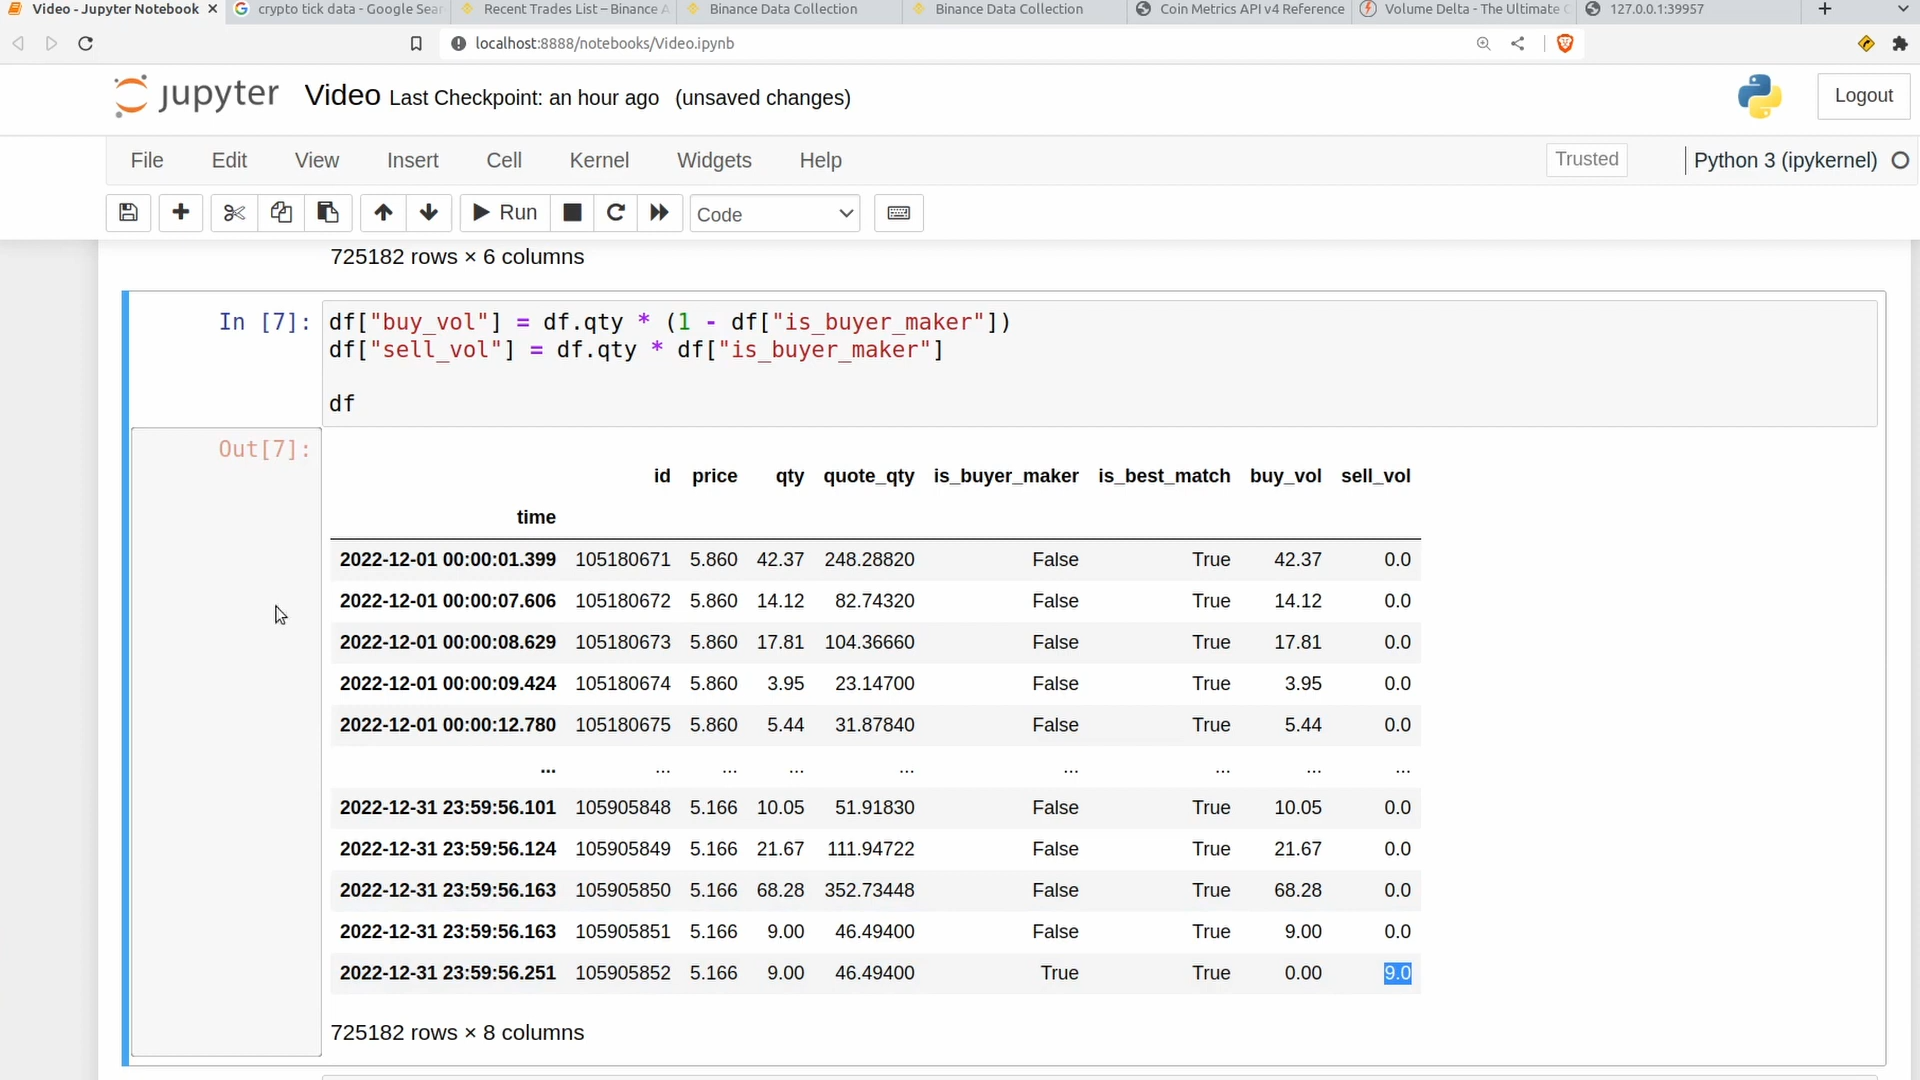 Video - Jupyter Notebook
crypto tick data - Google Sear
Recent Trades List – Binance A
Binance Data Collection
Binance Data Collection
Coin Metrics API v4 Reference
Volume Delta - The Ultimate C
127.0.0.1:39957
localhost:8888/notebooks/Video.ipynb
jupyter Video Last Checkpoint: an hour ago (unsaved changes)
Logout
File Edit View Insert Cell Kernel Widgets Help
Trusted
Python 3 (ipykernel)
Run
Code
725182 rows × 6 columns
In [7]:
df["buy_vol"] = df.qty * (1 - df["is_buyer_maker"])
df["sell_vol"] = df.qty * df["is_buyer_maker"]
df
Out[7]:
id price qty quote_qty is_buyer_maker is_best_match buy_vol sell_vol
time
2022-12-01 00:00:01.399 105180671 5.860 42.37 248.28820 False True 42.37 0.0
2022-12-01 00:00:07.606 105180672 5.860 14.12 82.74320 False True 14.12 0.0
2022-12-01 00:00:08.629 105180673 5.860 17.81 104.36660 False True 17.81 0.0
2022-12-01 00:00:09.424 105180674 5.860 3.95 23.14700 False True 3.95 0.0
2022-12-01 00:00:12.780 105180675 5.860 5.44 31.87840 False True 5.44 0.0
... ... ... ... ... ... ... ... ...
2022-12-31 23:59:56.101 105905848 5.166 10.05 51.91830 False True 10.05 0.0
2022-12-31 23:59:56.124 105905849 5.166 21.67 111.94722 False True 21.67 0.0
2022-12-31 23:59:56.163 105905850 5.166 68.28 352.73448 False True 68.28 0.0
2022-12-31 23:59:56.163 105905851 5.166 9.00 46.49400 False True 9.00 0.0
2022-12-31 23:59:56.251 105905852 5.166 9.00 46.49400 True True 0.00 9.0
725182 rows × 8 columns